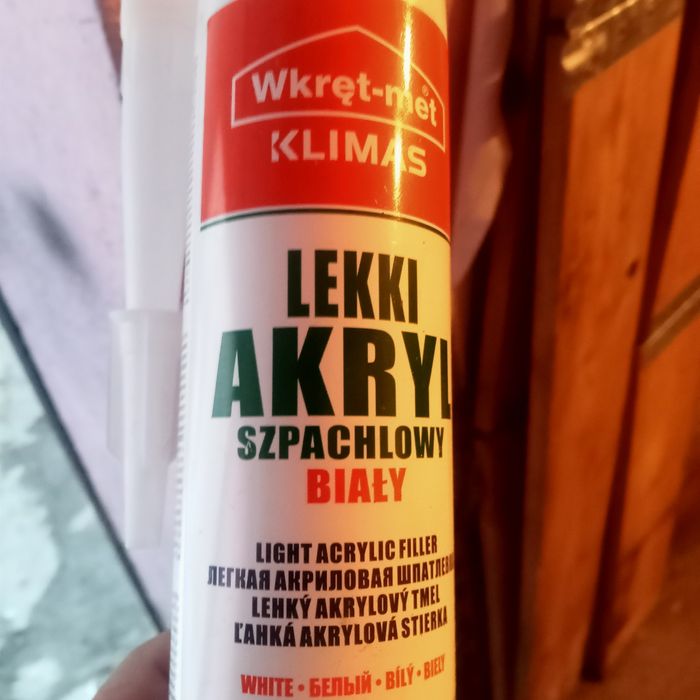 Wkręt-met®
KLIMAS
LEKKI
AKRYL
SZPACHLOWY
BIAŁY
LIGHT ACRYLIC FILLER
ЛЕГКАЯ АКРИЛОВАЯ
LEHKÝ AKRYLOVÝ TMEL
ĽAHKÁ AKRYLOVÁ STIERKA
WHITE • БЕЛЫЙ • BÍLÝ • BIELY